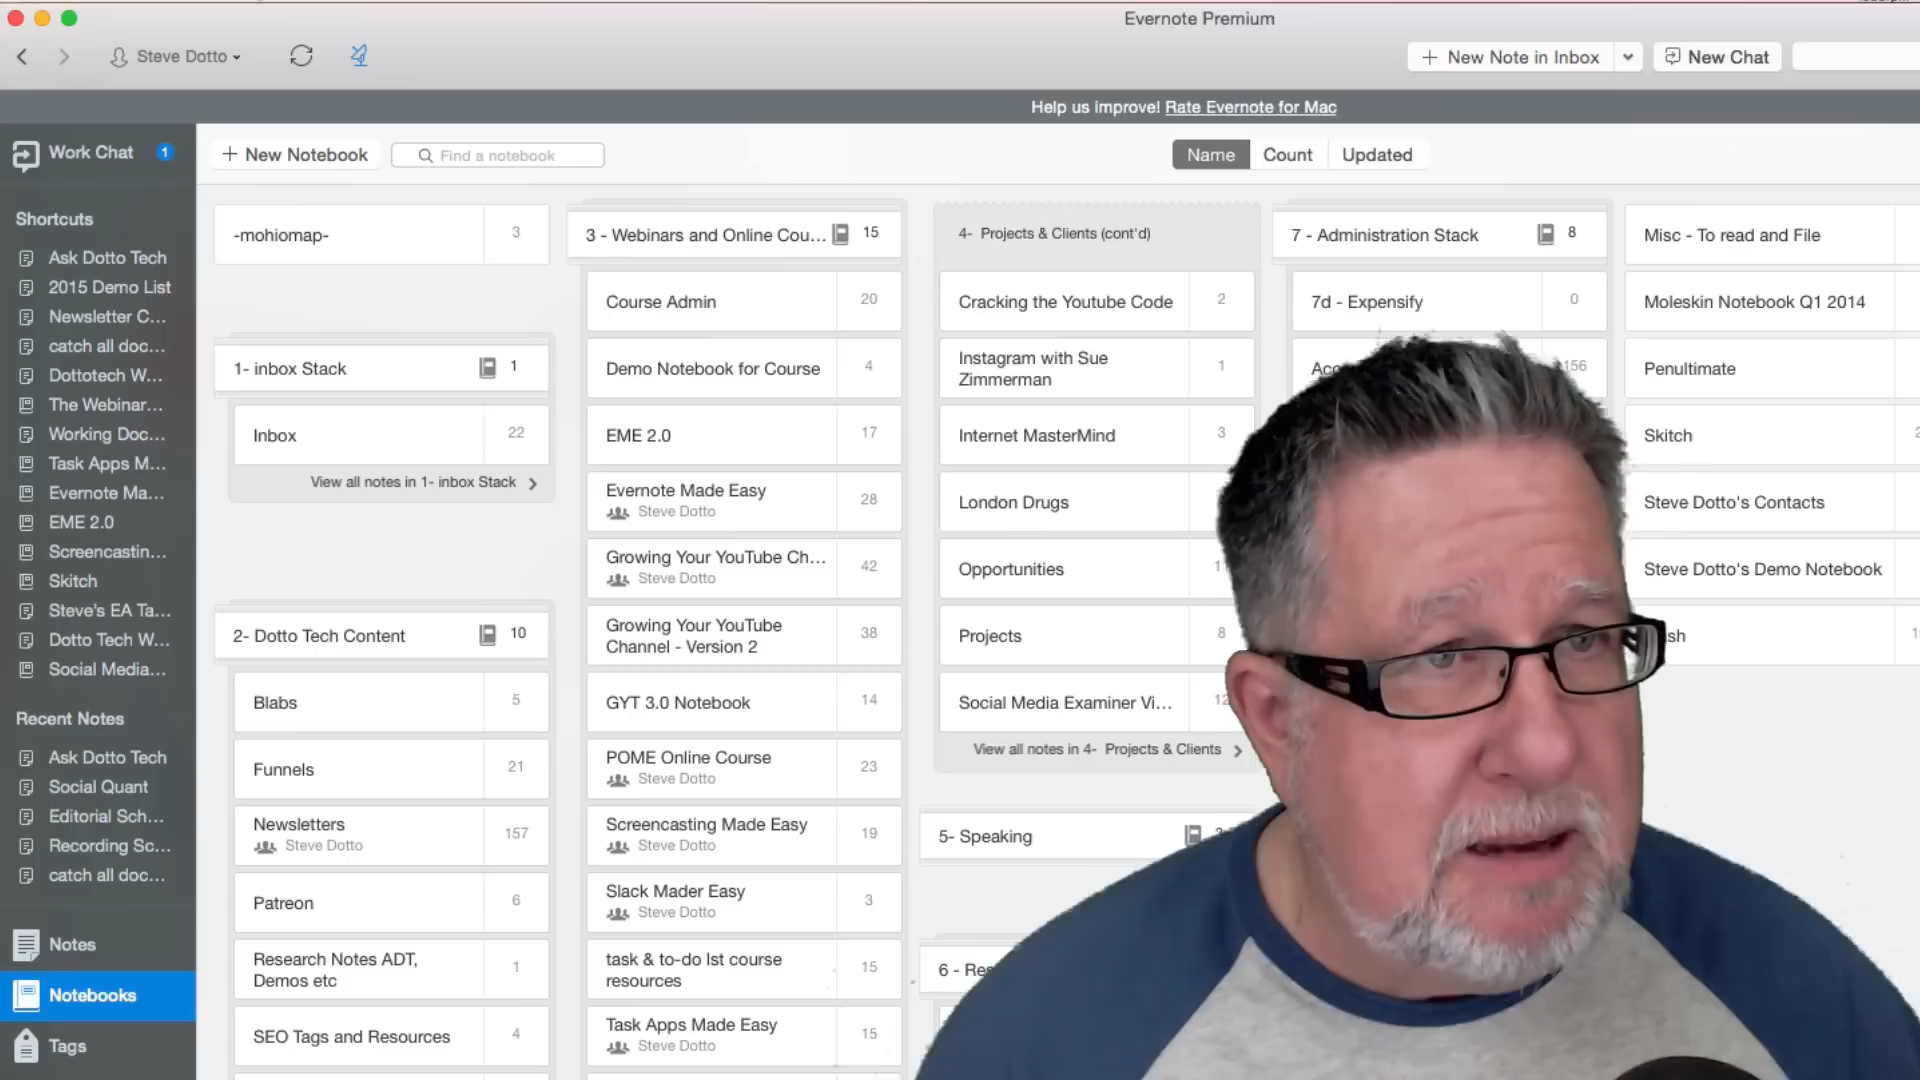 Evernote Premium
Steve Dotto
New Note in Inbox
New Chat
Help us improve! Rate Evernote for Mac
Work Chat 1
Shortcuts
Ask Dotto Tech
2015 Demo List
Newsletter C...
catch all doc...
Dottotech W...
The Webinar...
Working Doc...
Task Apps M...
Evernote Ma...
EME 2.0
Screencastin...
Skitch
Steve's EA Ta...
Dotto Tech W...
Social Media...
Recent Notes
Ask Dotto Tech
Social Quant
Editorial Sch...
Recording Sc...
catch all doc...
Notes
Notebooks
Tags
+ New Notebook
Find a notebook
Name
Count
Updated
-mohiomap- 3
1- inbox Stack 1
Inbox 22
View all notes in 1- inbox Stack
2- Dotto Tech Content 10
Blabs 5
Funnels 21
Newsletters 157
Steve Dotto
Patreon 6
Research Notes ADT,
Demos etc 1
SEO Tags and Resources 4
3 - Webinars and Online Cou... 15
Course Admin 20
Demo Notebook for Course 4
EME 2.0 17
Evernote Made Easy 28
Steve Dotto
Growing Your YouTube Ch... 42
Steve Dotto
Growing Your YouTube
Channel - Version 2 38
GYT 3.0 Notebook 14
POME Online Course 23
Steve Dotto
Screencasting Made Easy 19
Steve Dotto
Slack Mader Easy 3
Steve Dotto
task & to-do lst course
resources 15
Task Apps Made Easy 15
Steve Dotto
4- Projects & Clients (cont'd)
Cracking the Youtube Code 2
Instagram with Sue
Zimmerman 1
Internet MasterMind 3
London Drugs
Opportunities
Projects 8
Social Media Examiner Vi... 12
View all notes in 4- Projects & Clients
5- Speaking
6 - Res
7 - Administration Stack 8
7d - Expensify 0
156
Misc - To read and File
Moleskin Notebook Q1 2014
Penultimate
Skitch
Steve Dotto's Contacts
Steve Dotto's Demo Notebook